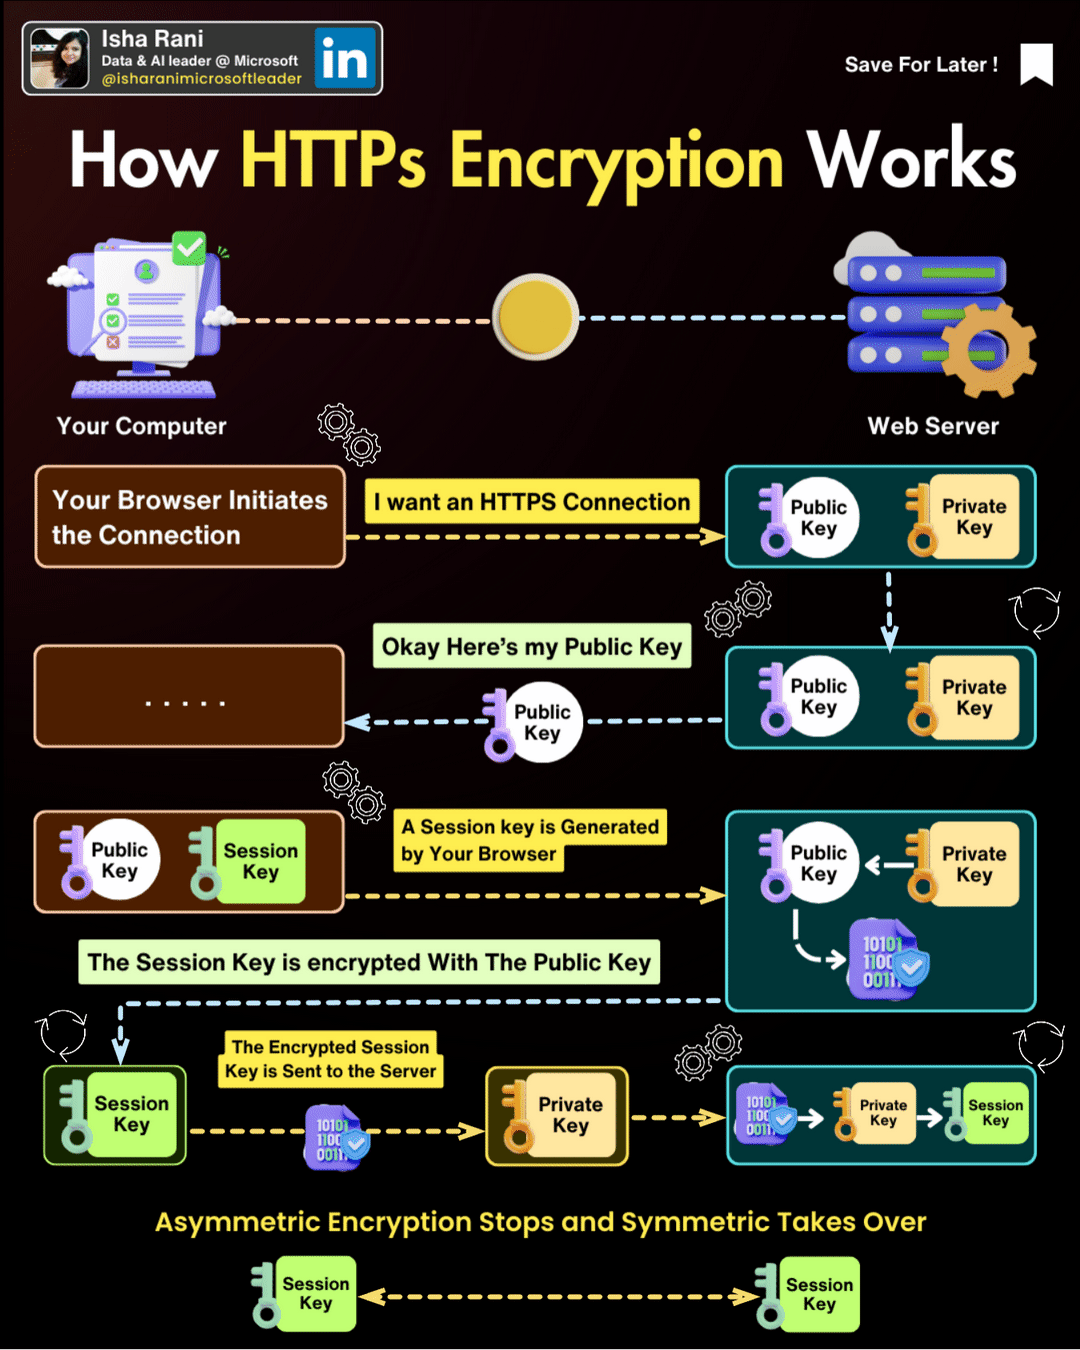 Isha Rani
Data & AI leader @ Microsoft
@isharanimicrosoftleader
in
Save For Later !
How HTTPs Encryption Works
Your Computer
Web Server
Your Browser Initiates
the Connection
I want an HTTPS Connection
Public
Key
Private
Key
Okay Here's my Public Key
. . . . .
Public
Key
Public
Key
Private
Key
Public
Key
Session
Key
A Session key is Generated
by Your Browser
Public
Key
Private
Key
10101
1100
0011
The Session Key is encrypted With The Public Key
Session
Key
The Encrypted Session
Key is Sent to the Server
10101
1100
0011
Private
Key
10101
1100
0011
Private
Key
Session
Key
Asymmetric Encryption Stops and Symmetric Takes Over
Session
Key
Session
Key